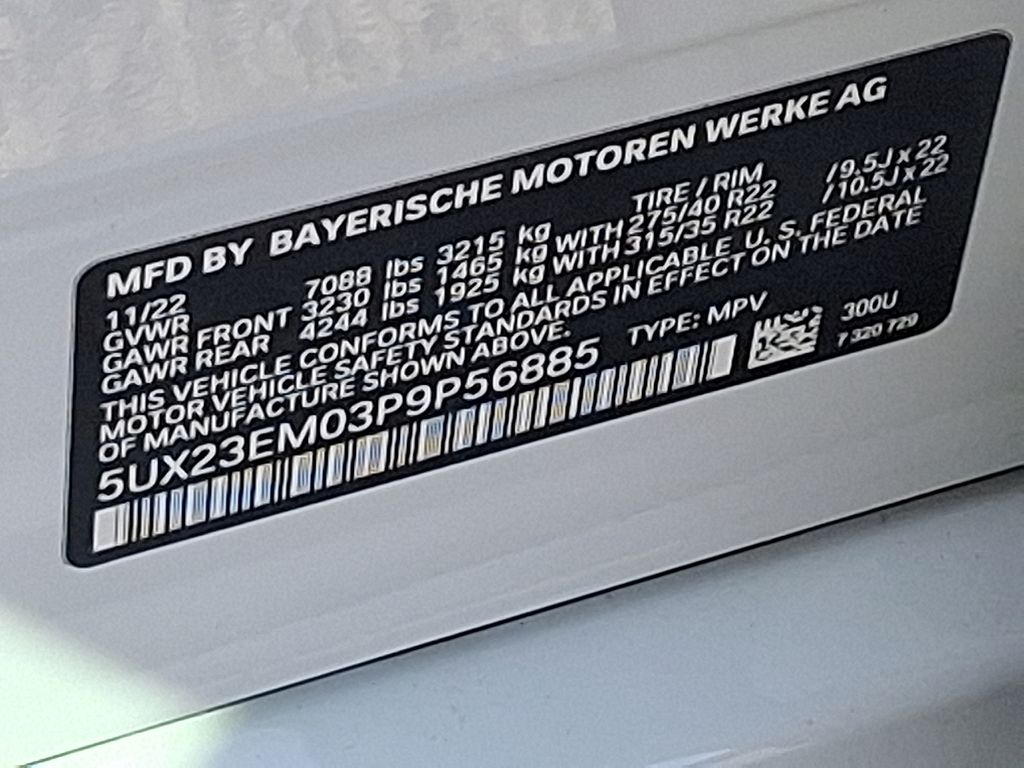 MFD BY BAYERISCHE MOTOREN WERKE AG
11/22 TIRE / RIM
GVWR 7088 lbs 3215 kg
GAWR FRONT 3230 lbs 1465 kg WITH 275/40 R22 /9.5J x 22
GAWR REAR 4244 lbs 1925 kg WITH 315/35 R22 /10.5J x 22
THIS VEHICLE CONFORMS TO ALL APPLICABLE U. S. FEDERAL
MOTOR VEHICLE SAFETY STANDARDS IN EFFECT ON THE DATE
OF MANUFACTURE SHOWN ABOVE.
5UX23EM03P9P56885 TYPE: MPV 300U
7 320 729